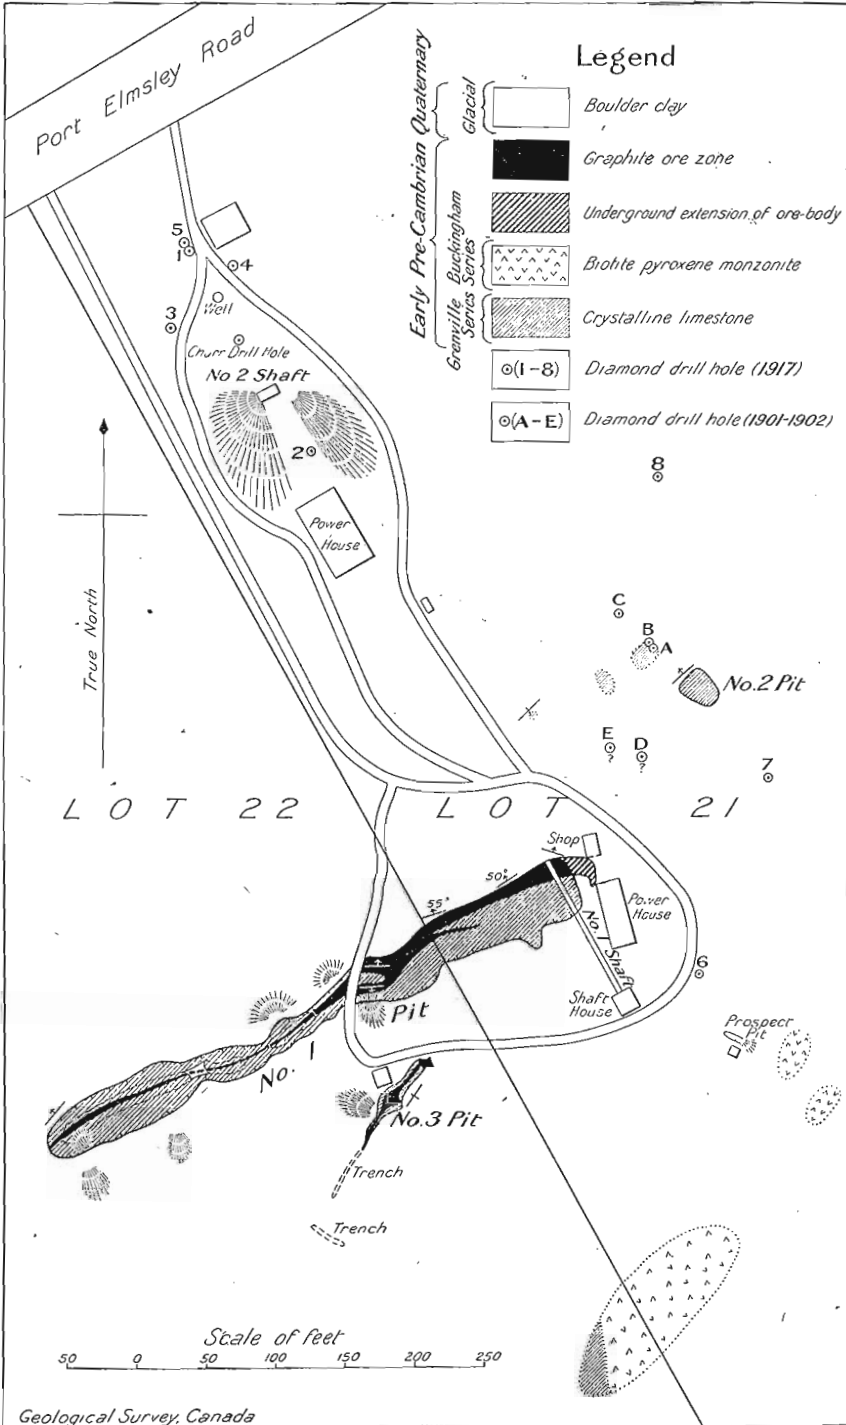 Port Elmsley Road
Legend
Early Pre-Cambrian Quaternary
Glacial
Boulder clay
Graphite ore zone
Underground extension of ore-body
Buckingham
Series
Biotite pyroxene monzonite
Grenville
Series
Crystalline limestone
(1-8)
Diamond drill hole (1917)
(A-E)
Diamond drill hole (1901-1902)
5
1
4
Well
3
Churr Drill Hole
No 2 Shaft
2
Power
House
True North
8
C
B
A
No.2 Pit
E
?
D
?
7
LOT 22
LOT 21
Shop
50°
55°
Power
House
No. 1 Shaft
Shaft
House
6
Prospect
Pit
No. 1 Pit
No.3 Pit
Trench
Trench
Scale of feet
50 0 50 100 150 200 250
Geological Survey, Canada